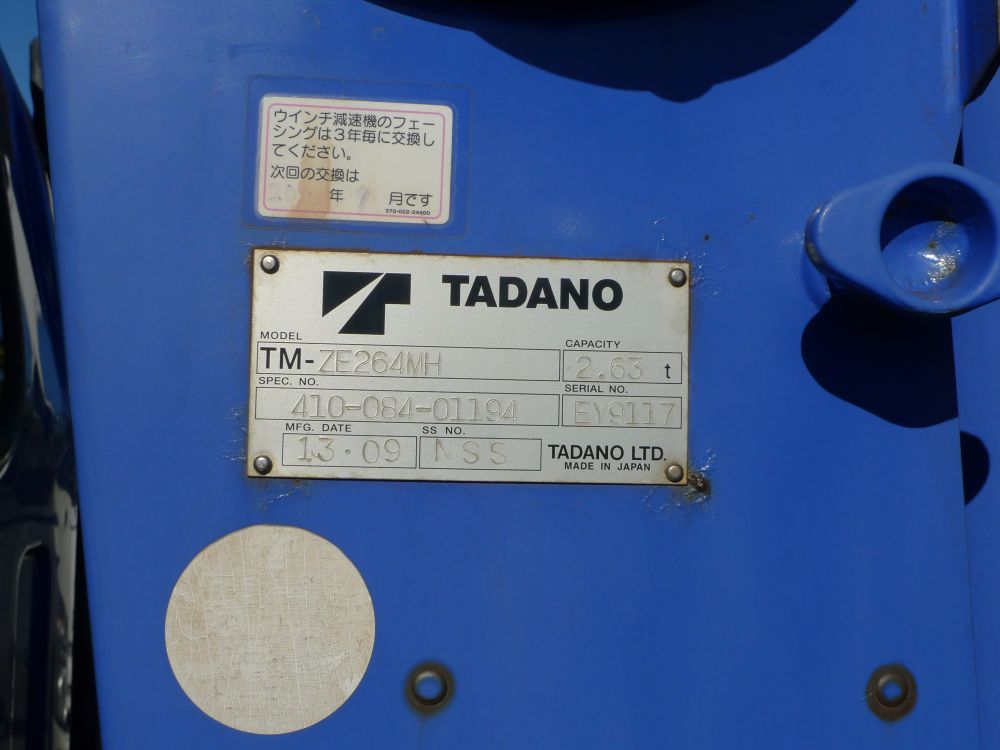 ウインチ減速機のフェー
シングは3年毎に交換し
てください。
次回の交換は
年 月です
370-022-24400
TADANO
MODEL
CAPACITY
TM-ZE264MH
2.63 t
SPEC. NO.
SERIAL NO.
410-084-01194
EY9117
MFG. DATE
SS NO.
13・09
NSS
TADANO LTD.
MADE IN JAPAN